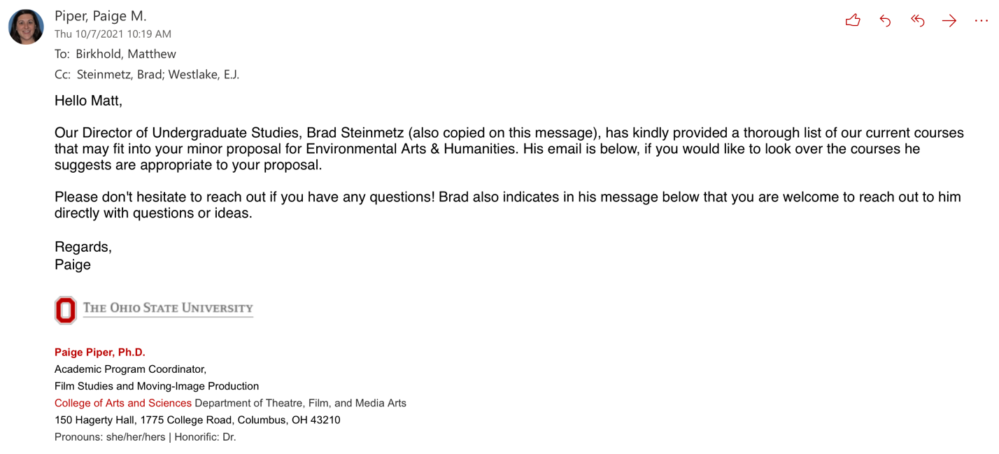 Piper, Paige M.
Thu 10/7/2021 10:19 AM
To: Birkhold, Matthew
Cc: Steinmetz, Brad; Westlake, E.J.
Hello Matt,
Our Director of Undergraduate Studies, Brad Steinmetz (also copied on this message), has kindly provided a thorough list of our current courses
that may fit into your minor proposal for Environmental Arts & Humanities. His email is below, if you would like to look over the courses he
suggests are appropriate to your proposal.
Please don't hesitate to reach out if you have any questions! Brad also indicates in his message below that you are welcome to reach out to him
directly with questions or ideas.
Regards,
Paige
THE OHIO STATE UNIVERSITY
Paige Piper, Ph.D.
Academic Program Coordinator,
Film Studies and Moving-Image Production
College of Arts and Sciences Department of Theatre, Film, and Media Arts
150 Hagerty Hall, 1775 College Road, Columbus, OH 43210
Pronouns: she/her/hers | Honorific: Dr.